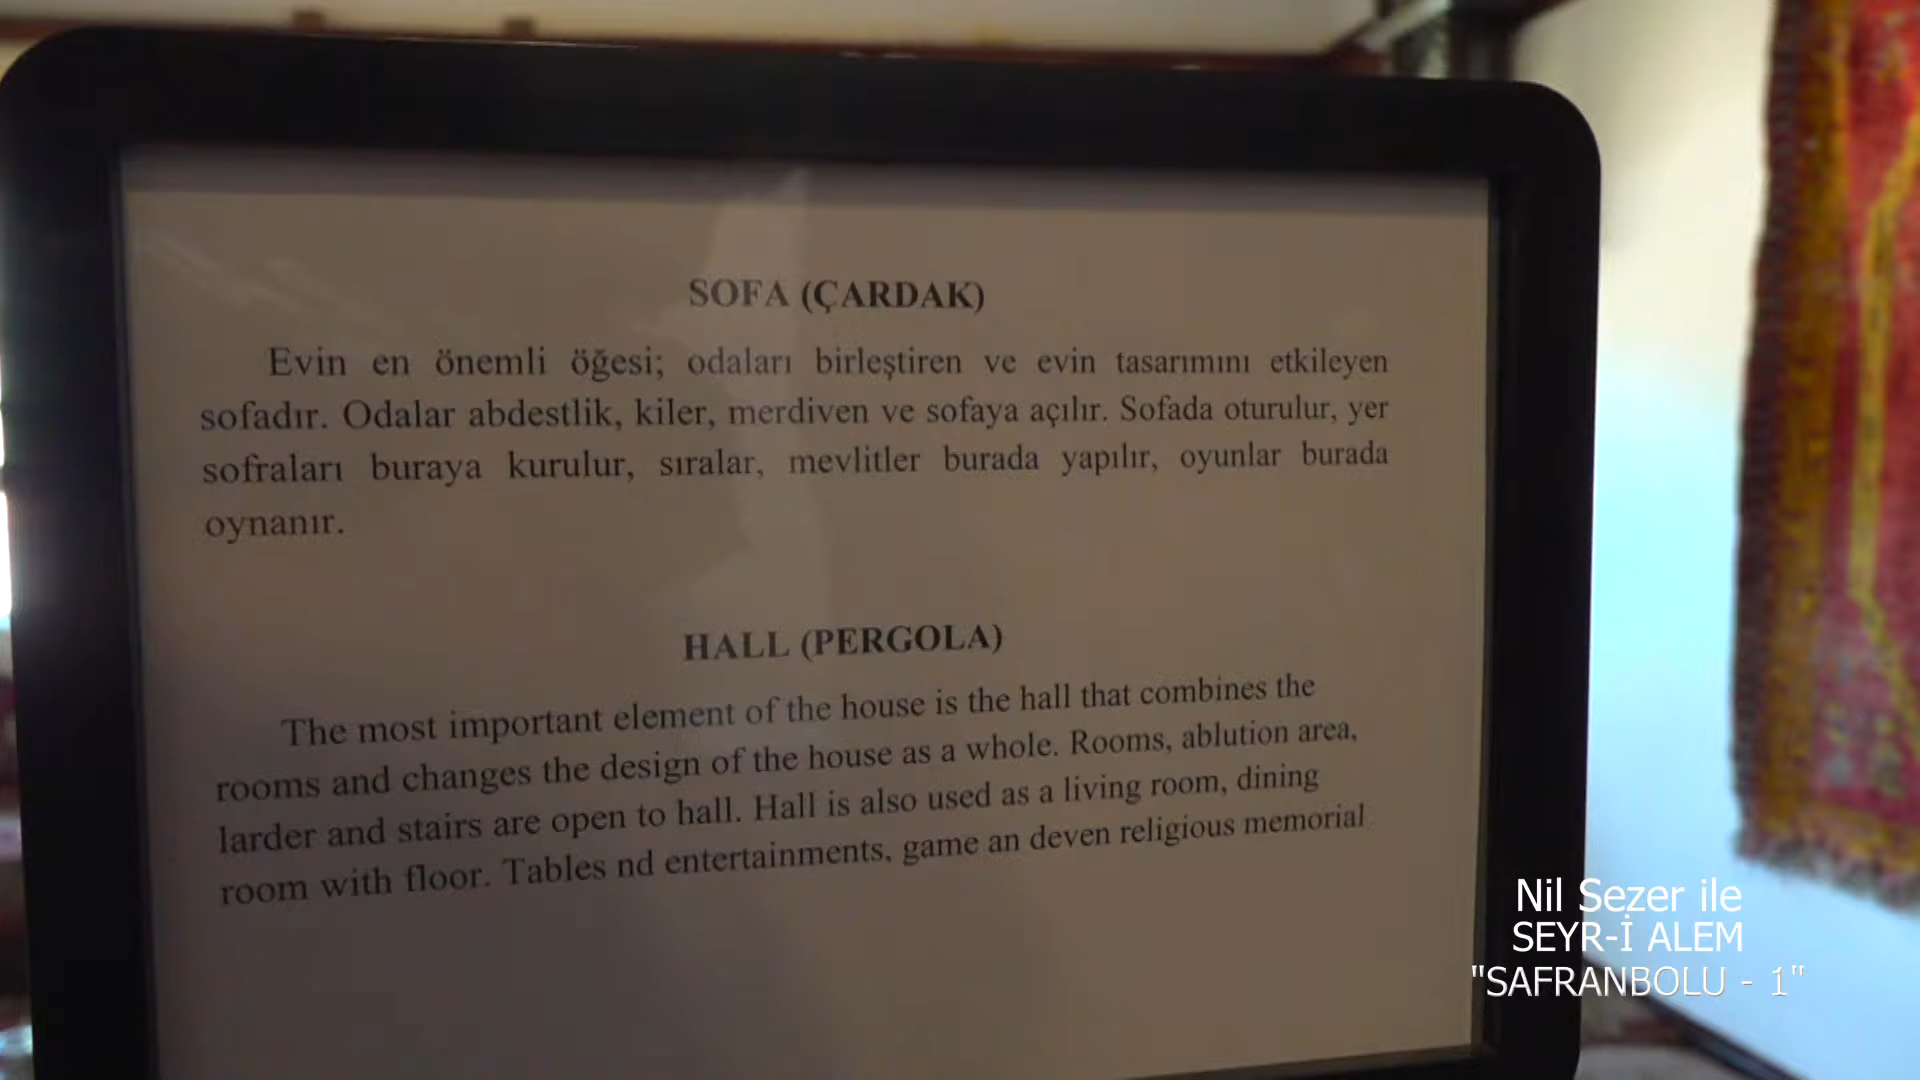 SOFA (ÇARDAK)
Evin en önemli öğesi; odaları birleştiren ve evin tasarımını etkileyen
sofadır. Odalar abdestlik, kiler, merdiven ve sofaya açılır. Sofada oturulur, yer
sofraları buraya kurulur, sıralar, mevlitler burada yapılır, oyunlar burada
oynanır.
HALL (PERGOLA)
The most important element of the house is the hall that combines the
rooms and changes the design of the house as a whole. Rooms, ablution area,
larder and stairs are open to hall. Hall is also used as a living room, dining
room with floor. Tables nd entertainments, game an deven religious memorial
Nil Sezer ile
SEYR-İ ALEM
"SAFRANBOLU - 1"